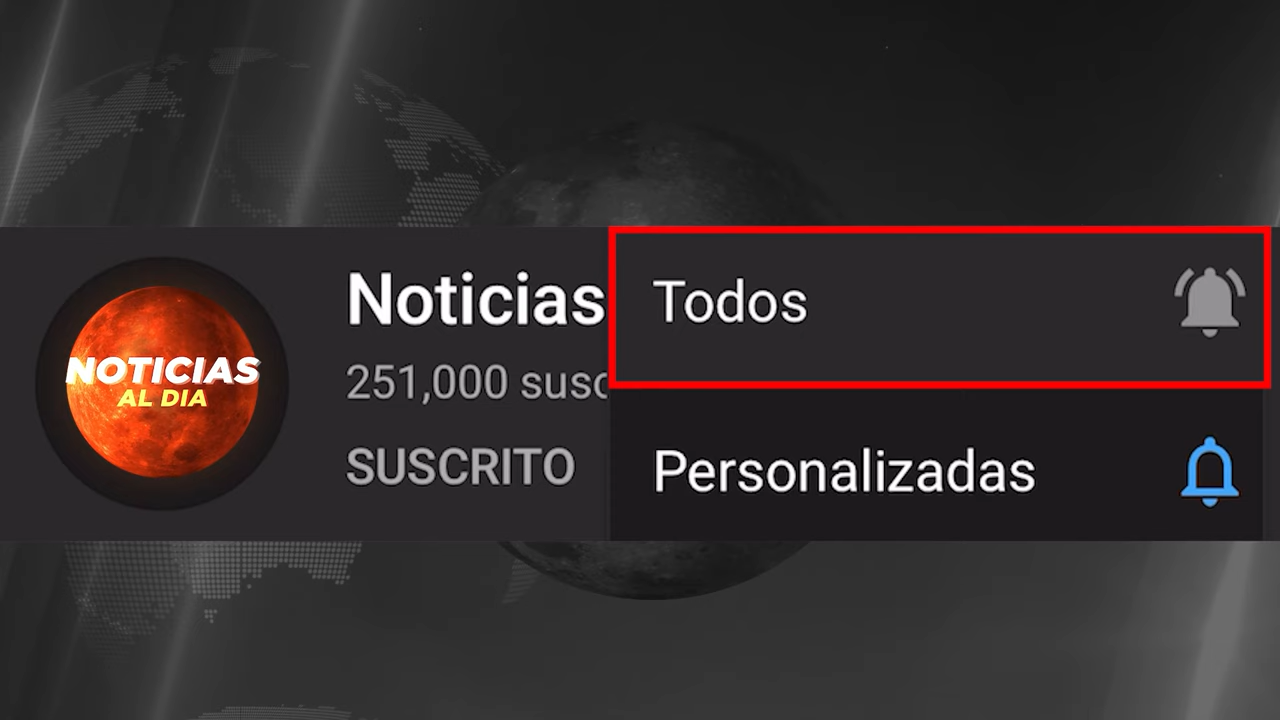 NOTICIAS
AL DIA
Noticias
251,000 susc
SUSCRITO
Todos
Personalizadas